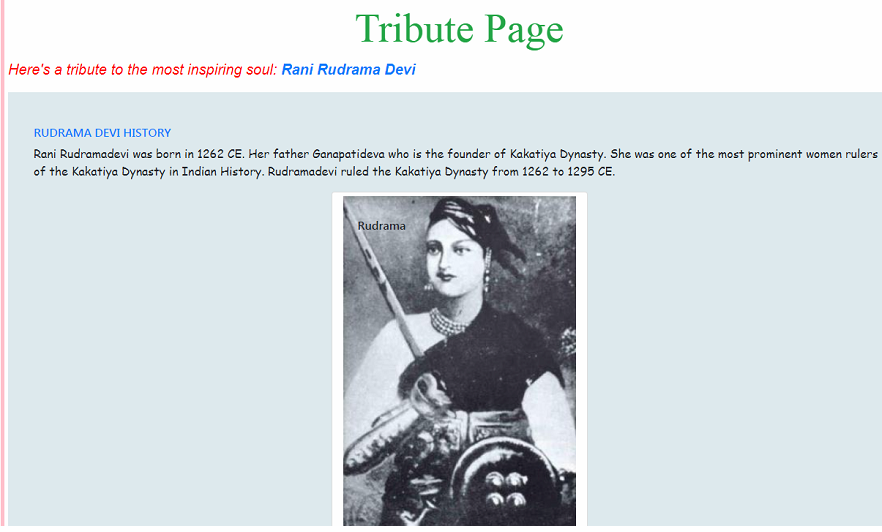 Tribute Page
Here's a tribute to the most inspiring soul: Rani Rudrama Devi
RUDRAMA DEVI HISTORY
Rani Rudramadevi was born in 1262 CE. Her father Ganapatideva who is the founder of Kakatiya Dynasty. She was one of the most prominent women rulers
of the Kakatiya Dynasty in Indian History. Rudramadevi ruled the Kakatiya Dynasty from 1262 to 1295 CE.
Rudrama